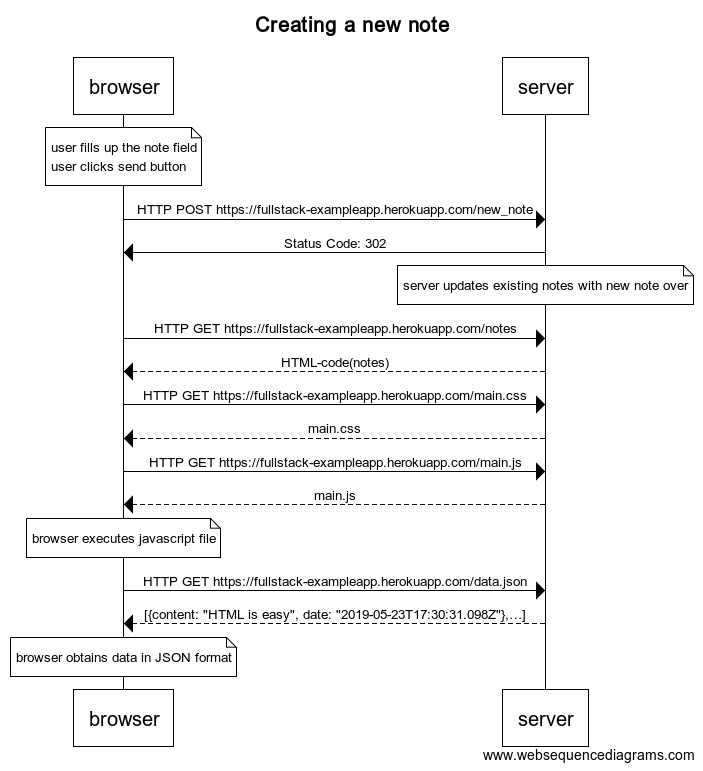 Creating a new note
browser
server
user fills up the note field
user clicks send button
HTTP POST https://fullstack-exampleapp.herokuapp.com/new_note
Status Code: 302
server updates existing notes with new note over
HTTP GET https://fullstack-exampleapp.herokuapp.com/notes
HTML-code(notes)
HTTP GET https://fullstack-exampleapp.herokuapp.com/main.css
main.css
HTTP GET https://fullstack-exampleapp.herokuapp.com/main.js
main.js
browser executes javascript file
HTTP GET https://fullstack-exampleapp.herokuapp.com/data.json
[{content: "HTML is easy", date: "2019-05-23T17:30:31.098Z"},...]
browser obtains data in JSON format
browser
server
www.websequencediagrams.com